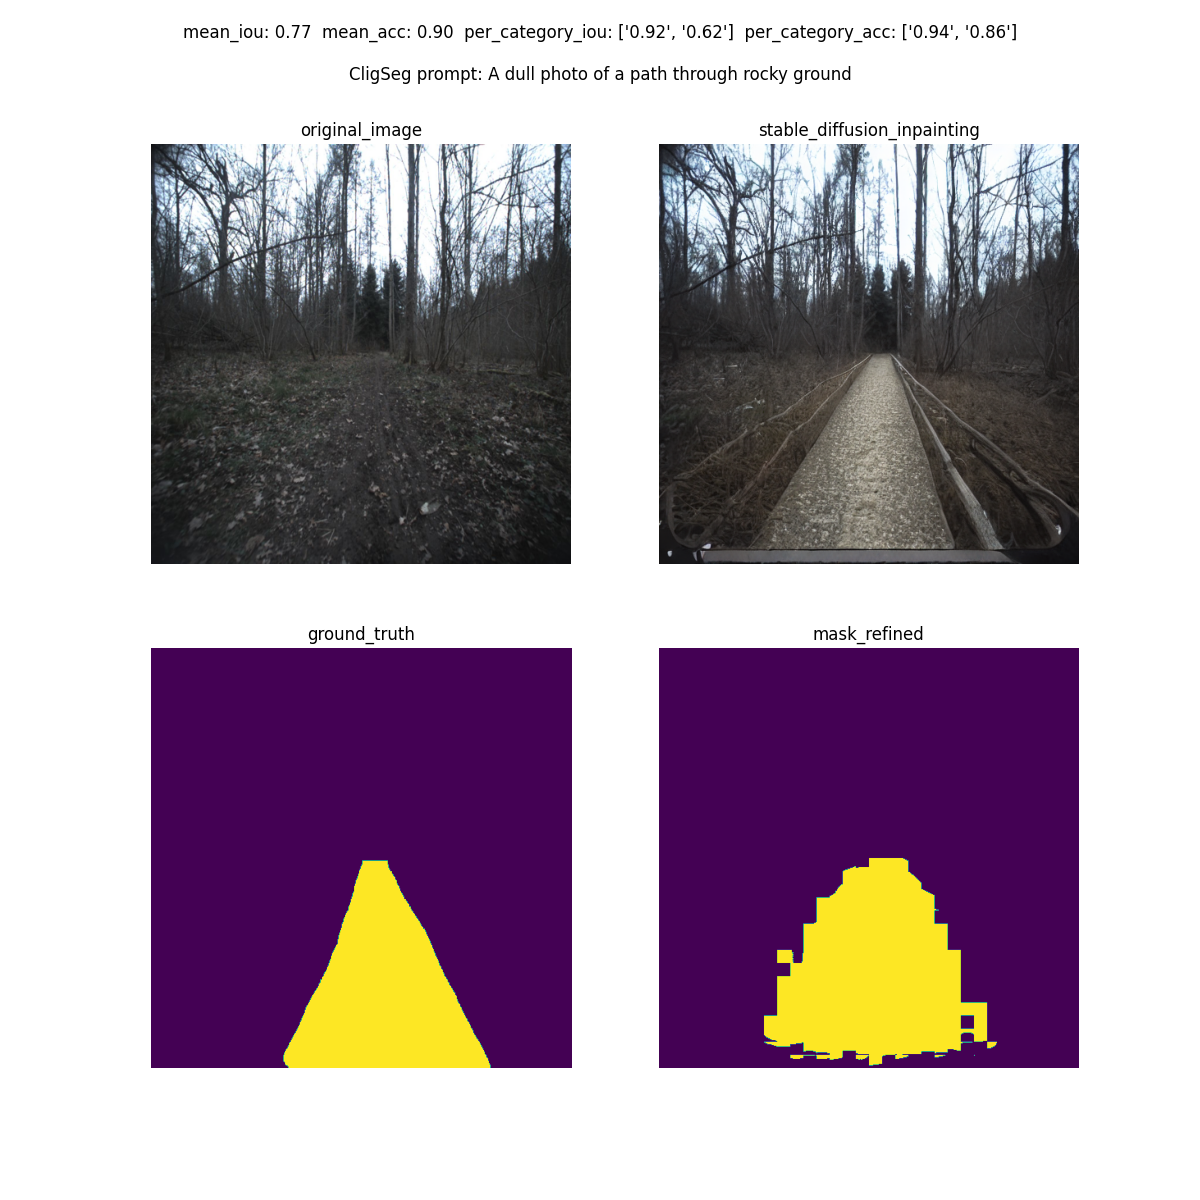 mean_iou: 0.77  mean_acc: 0.90  per_category_iou: ['0.92', '0.62']  per_category_acc: ['0.94', '0.86']
CligSeg prompt: A dull photo of a path through rocky ground
original_image
stable_diffusion_inpainting
ground_truth
mask_refined